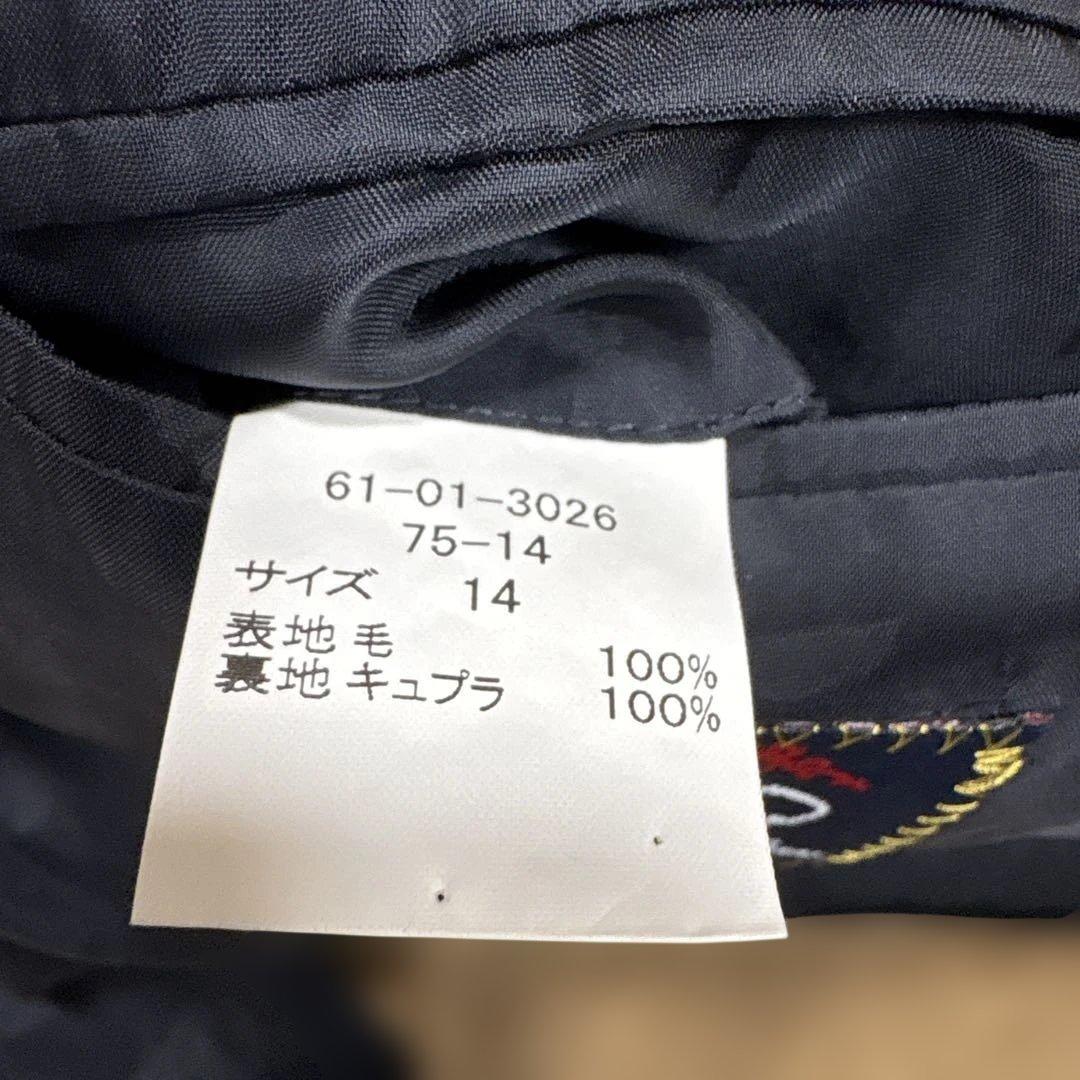 61-01-3026
75-14
サイズ 14
表地 毛 100%
裏地 キュプラ 100%